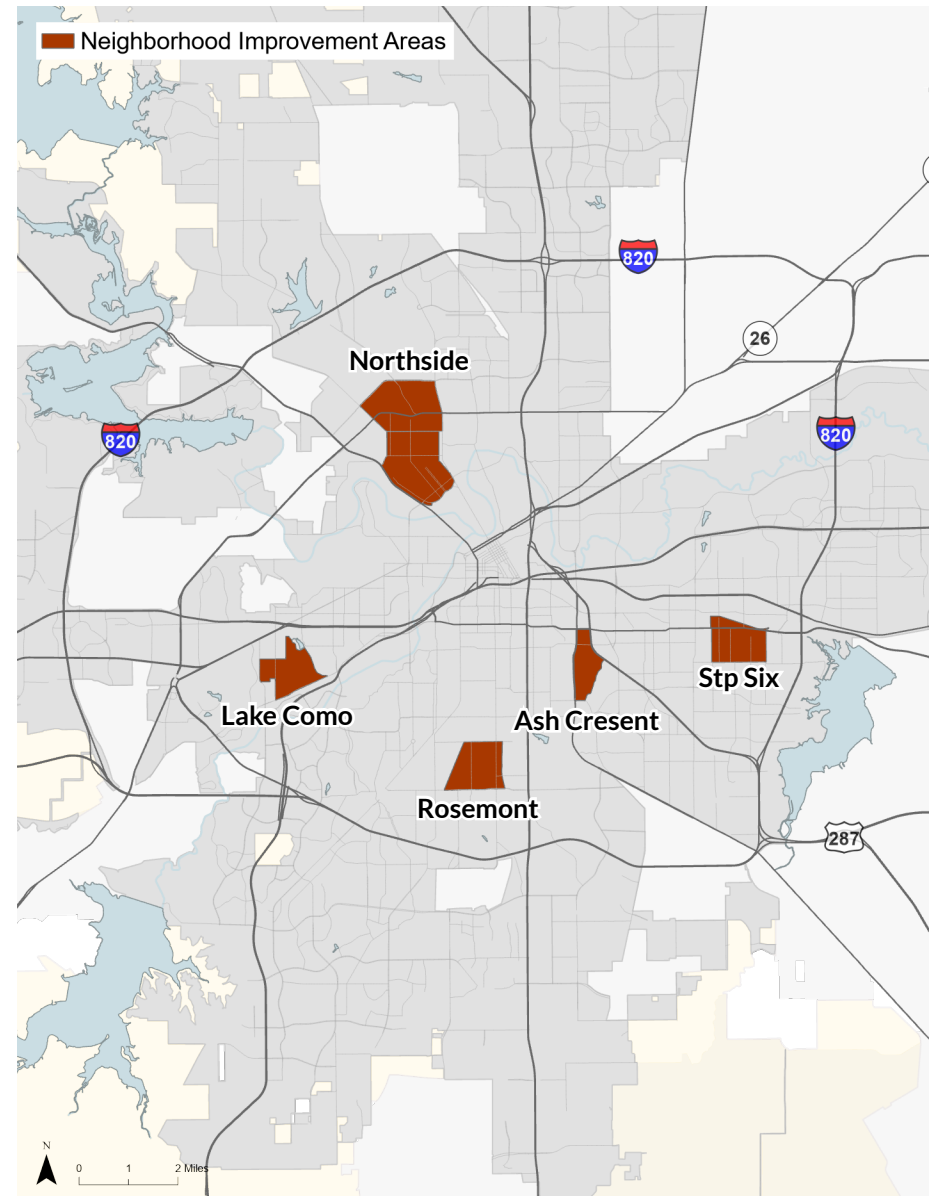 Neighborhood Improvement Areas
820
26
Northside
820
820
Stp Six
Lake Como
Ash Cresent
Rosemont
287
N
0 1 2 Miles